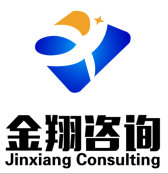 金翔咨询
Jinxiang Consulting